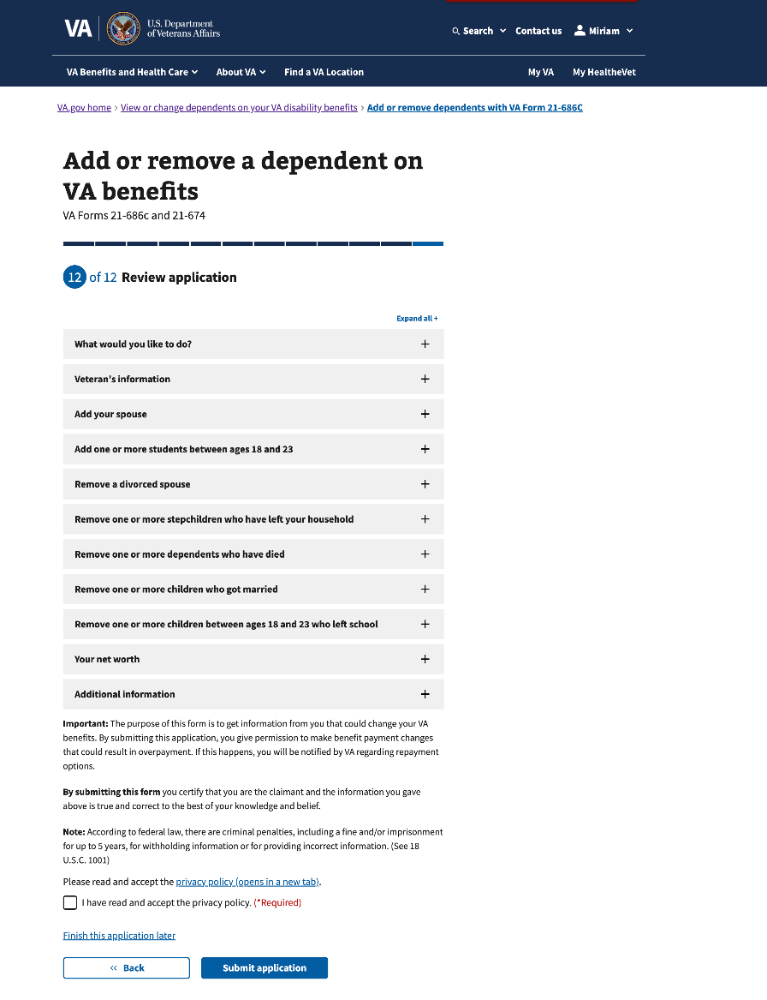 VA
U.S. Department
of Veterans Affairs
Search
Contact us
Miriam
VA Benefits and Health Care
About VA
Find a VA Location
My VA
My HealtheVet
VA.gov home › View or change dependents on your VA disability benefits › Add or remove dependents with VA Form 21-686C
Add or remove a dependent on
VA benefits
VA Forms 21-686c and 21-674
12 of 12 Review application
Expand all +
What would you like to do?
Veteran's information
Add your spouse
Add one or more students between ages 18 and 23
Remove a divorced spouse
Remove one or more stepchildren who have left your household
Remove one or more dependents who have died
Remove one or more children who got married
Remove one or more children between ages 18 and 23 who left school
Your net worth
Additional information
Important: The purpose of this form is to get information from you that could change your VA
benefits. By submitting this application, you give permission to make benefit payment changes
that could result in overpayment. If this happens, you will be notified by VA regarding repayment
options.
By submitting this form you certify that you are the claimant and the information you gave
above is true and correct to the best of your knowledge and belief.
Note: According to federal law, there are criminal penalties, including a fine and/or imprisonment
for up to 5 years, for withholding information or for providing incorrect information. (See 18
U.S.C. 1001)
Please read and accept the privacy policy (opens in a new tab).
I have read and accept the privacy policy. (*Required)
Finish this application later
« Back
Submit application